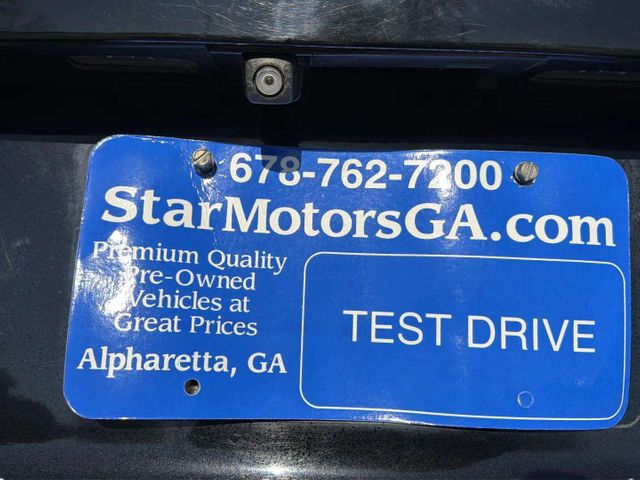 678-762-7200
StarMotorsGA.com
Premium Quality
Pre-Owned
Vehicles at
Great Prices
Alpharetta, GA
TEST DRIVE